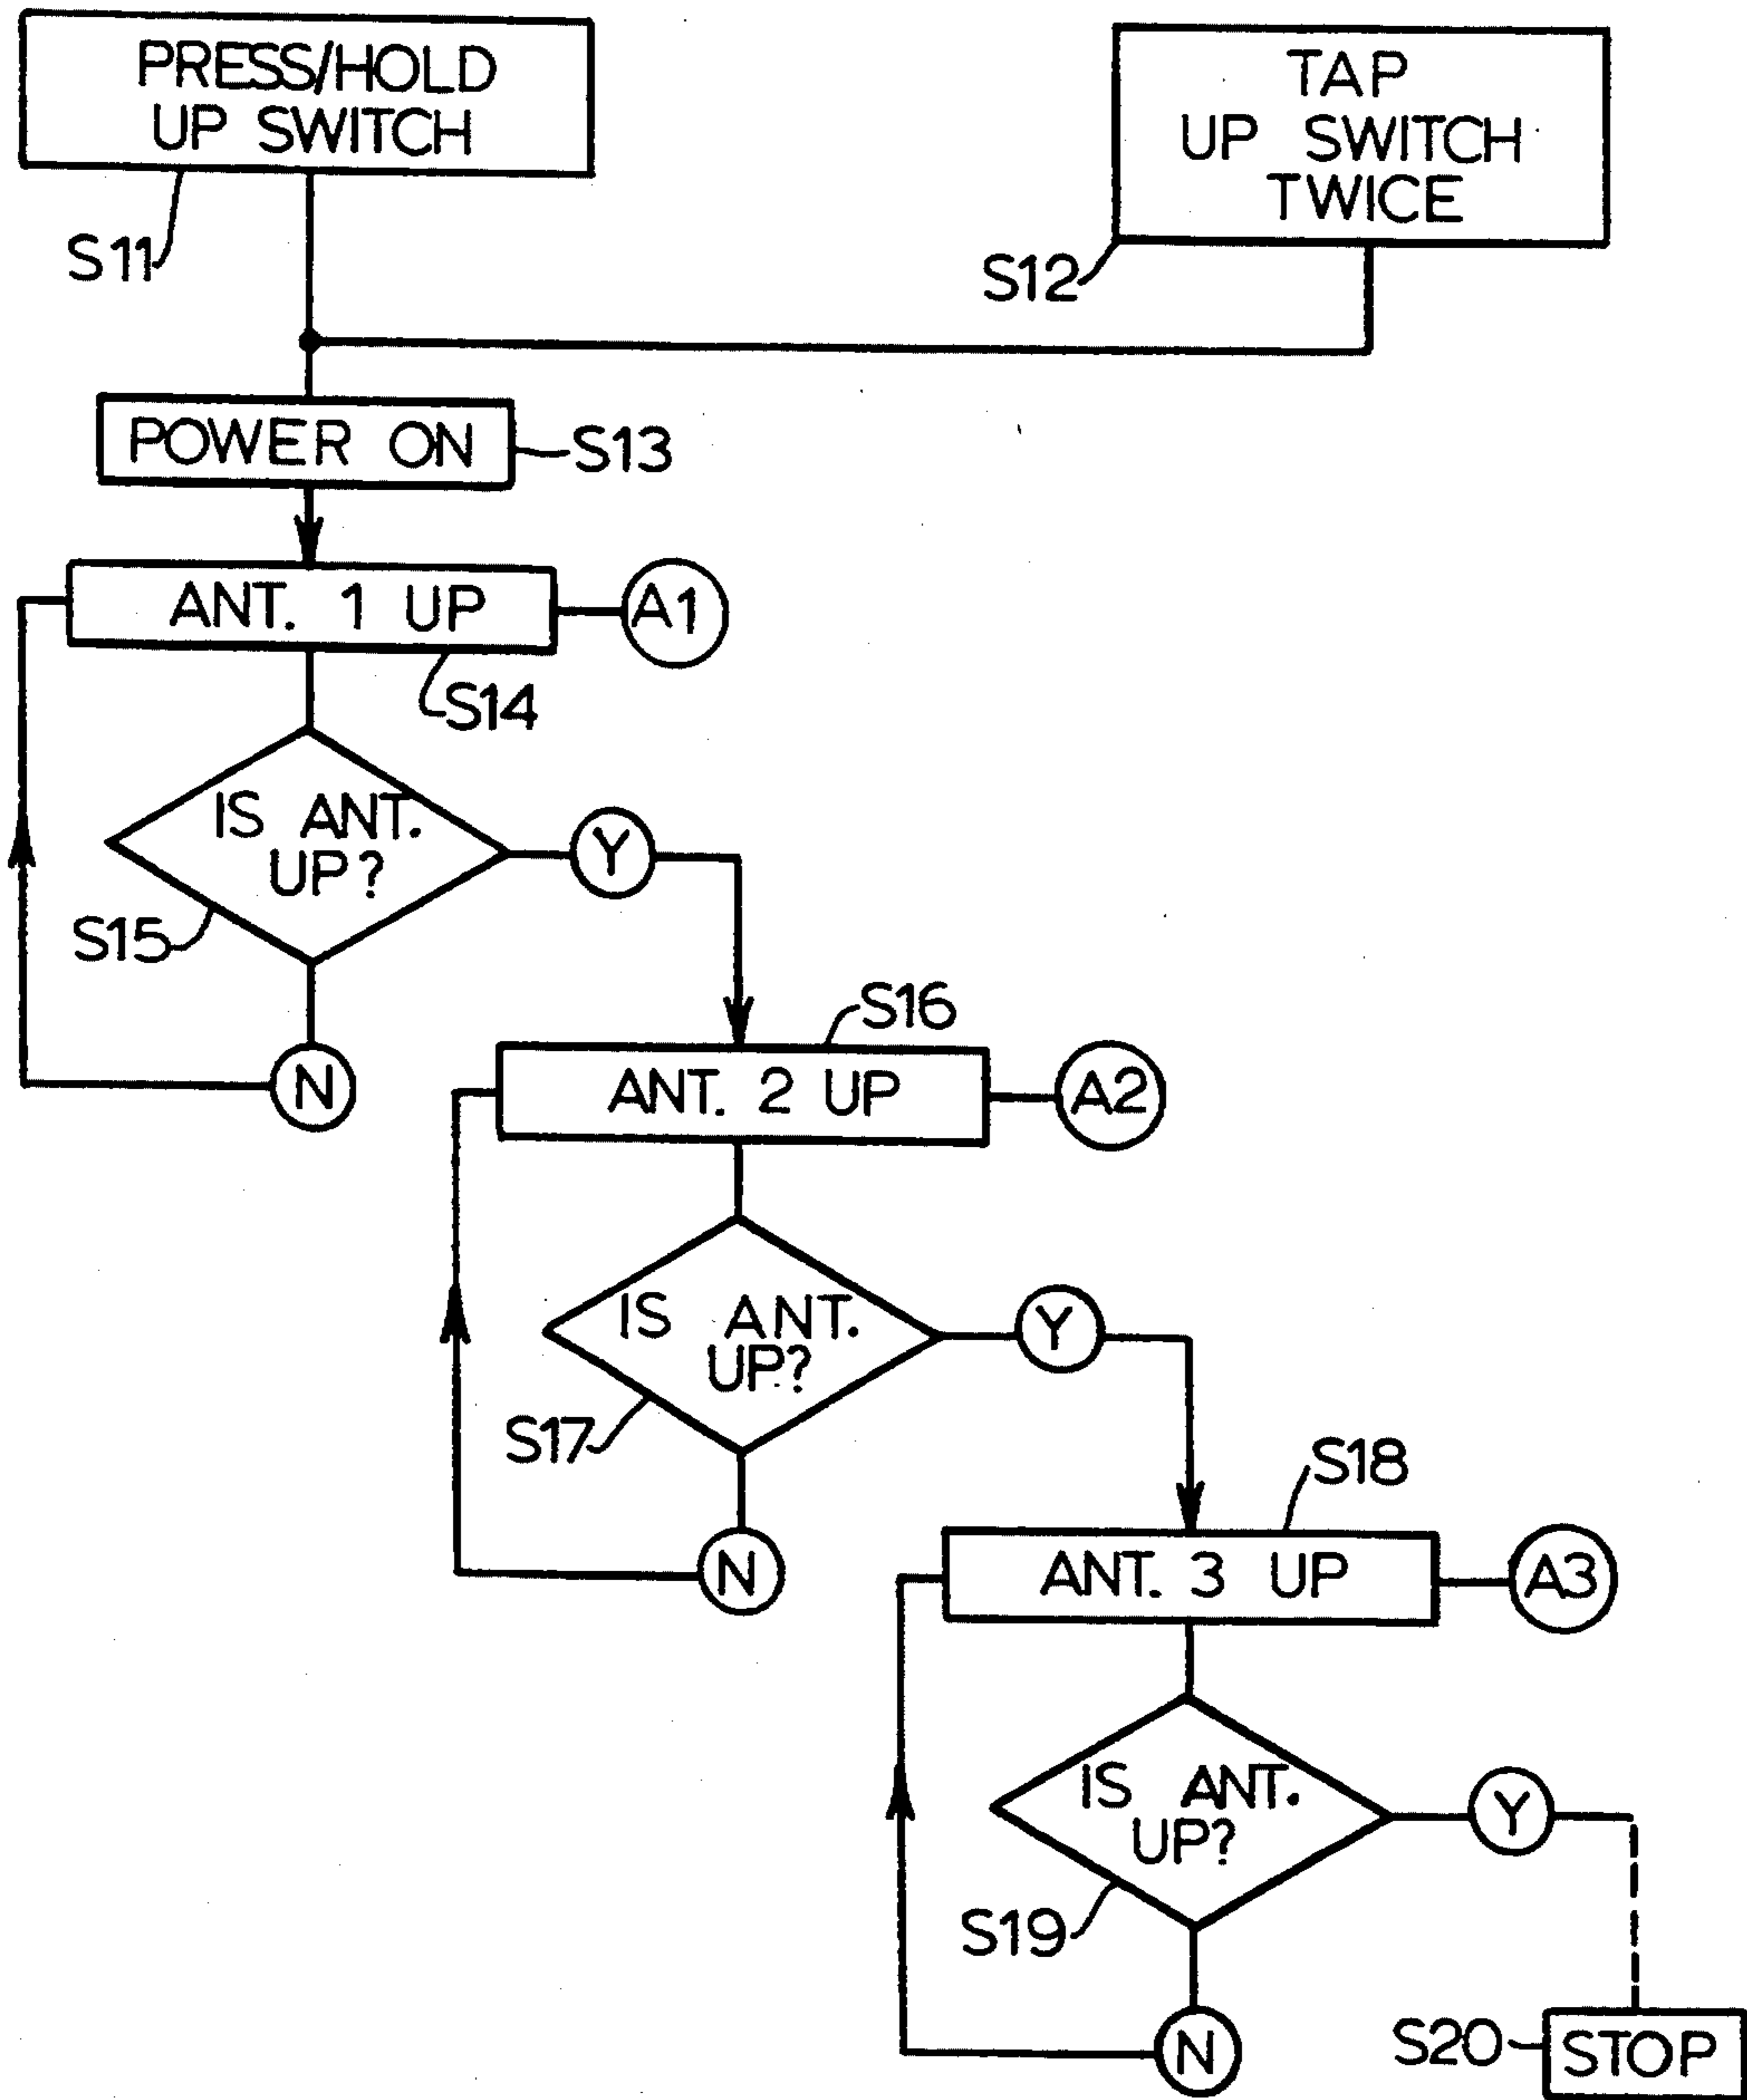 PRESS/HOLD
UP SWITCH
TAP
UP SWITCH
TWICE
S11
S12
POWER ON
S13
ANT. 1 UP
A1
S14
IS ANT.
UP?
Y
S15
N
S16
ANT. 2 UP
A2
IS ANT.
UP?
Y
S17
N
S18
ANT. 3 UP
A3
IS ANT.
UP?
Y
S19
N
S20
STOP